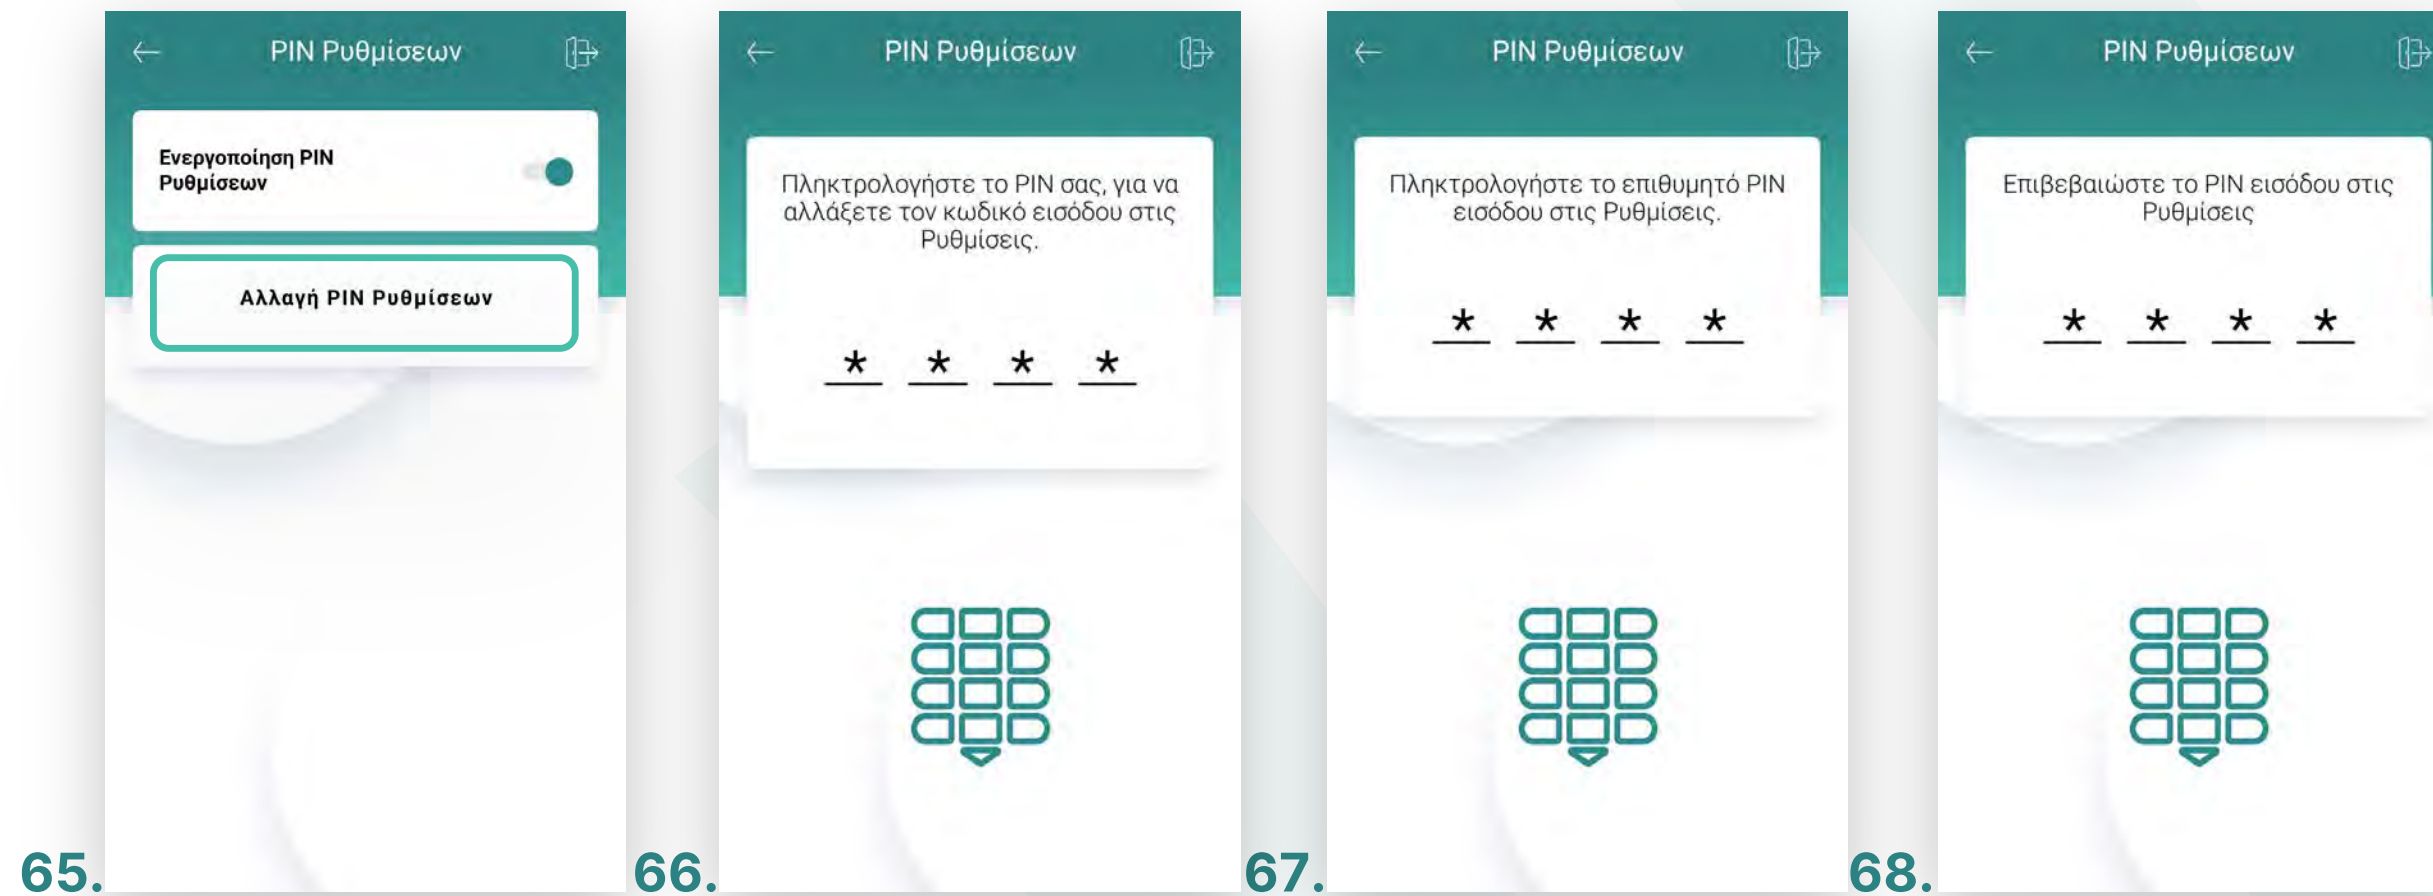 PIN Ρυθμίσεων
Ενεργοποίηση PIN
Ρυθμίσεων
Αλλαγή PIN Ρυθμίσεων
65.
PIN Ρυθμίσεων
Πληκτρολογήστε το PIN σας, για να
αλλάξετε τον κωδικό εισόδου στις
Ρυθμίσεις.
* * * *
66.
PIN Ρυθμίσεων
Πληκτρολογήστε το επιθυμητό PIN
εισόδου στις Ρυθμίσεις.
* * * *
67.
PIN Ρυθμίσεων
Επιβεβαιώστε το PIN εισόδου στις
Ρυθμίσεις
* * * *
68.